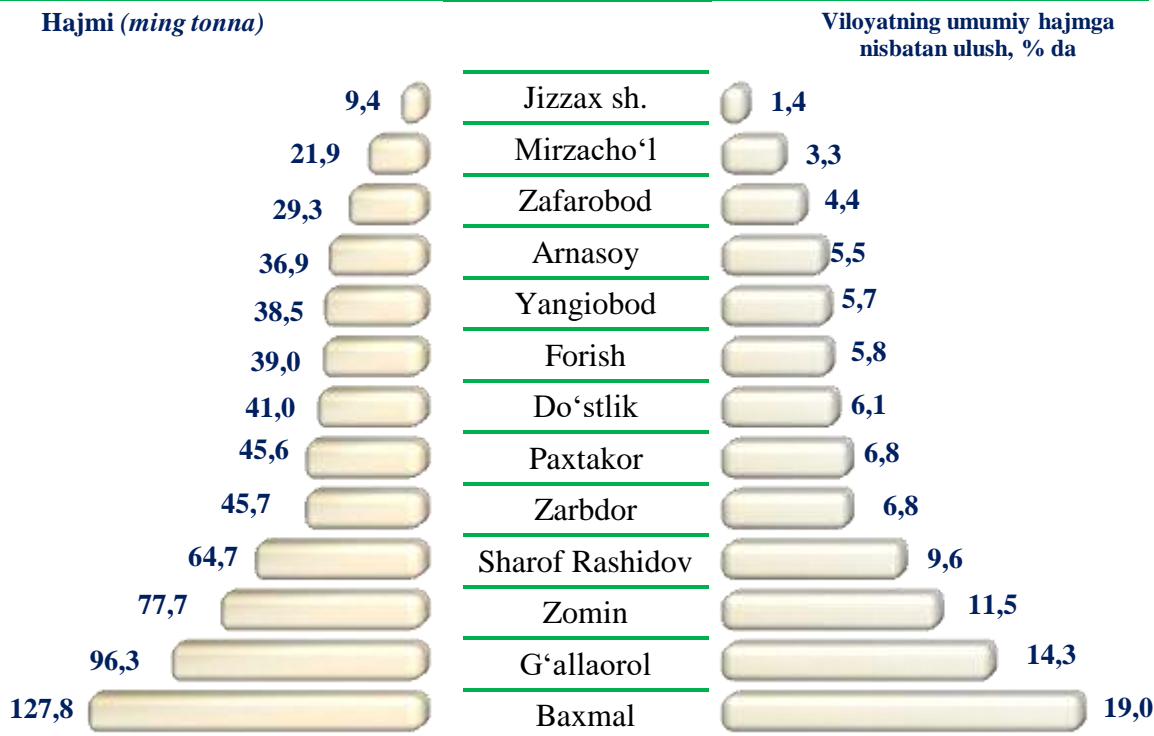 Hajmi (ming tonna)
Viloyatning umumiy hajmga
nisbatan ulush, % da
9,4 Jizzax sh. 1,4
21,9 Mirzacho‘l 3,3
29,3 Zafarobod 4,4
36,9 Arnasoy 5,5
38,5 Yangiobod 5,7
39,0 Forish 5,8
41,0 Do‘stlik 6,1
45,6 Paxtakor 6,8
45,7 Zarbdor 6,8
64,7 Sharof Rashidov 9,6
77,7 Zomin 11,5
96,3 G‘allaorol 14,3
127,8 Baxmal 19,0